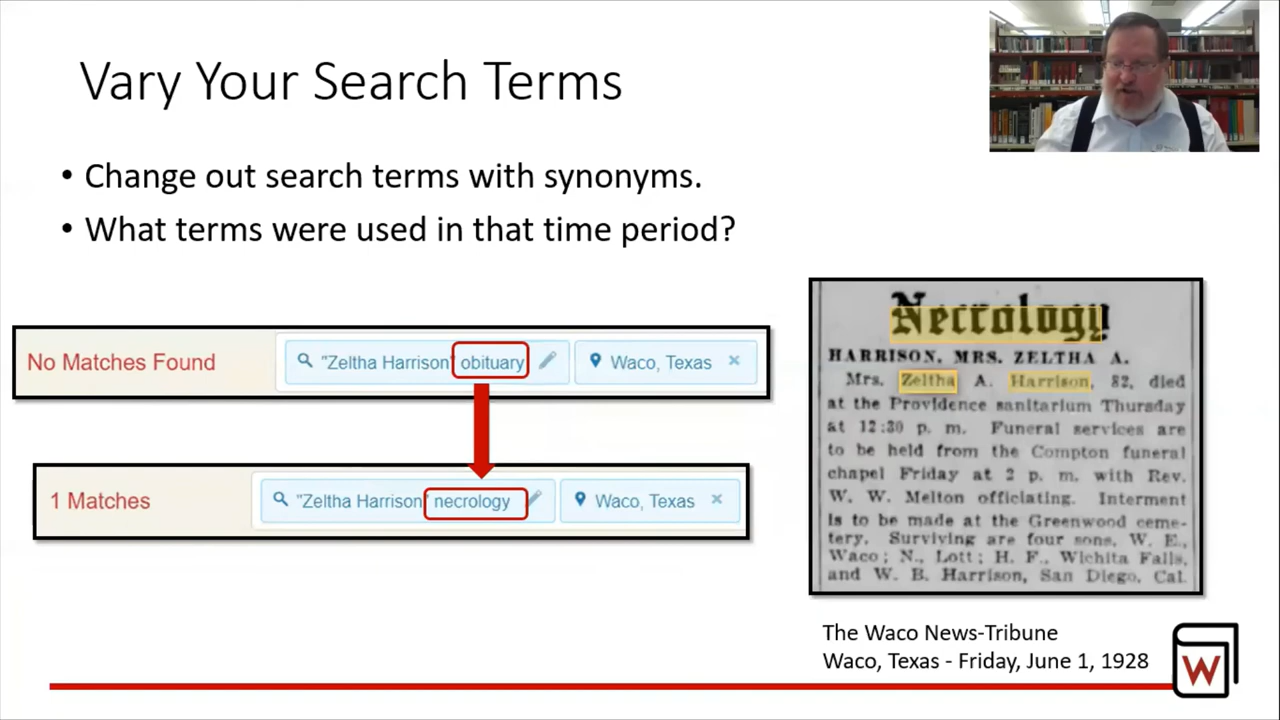 Vary Your Search Terms
• Change out search terms with synonyms.
• What terms were used in that time period?
No Matches Found
"Zeltha Harrison" obituary
Waco, Texas ×
1 Matches
"Zeltha Harrison" necrology
Waco, Texas ×
Necrology
HARRISON, MRS. ZELTHA A.
Mrs. Zeltha A. Harrison, 82, died
at the Providence sanitarium Thursday
at 12:30 p. m. Funeral services are
to be held from the Compton funeral
chapel Friday at 2 p. m. with Rev.
W. W. Melton officiating. Interment
is to be made at the Greenwood ceme-
tery. Surviving are four sons, W. E.,
Waco; N., Lott; H. F., Wichita Falls,
and W. B. Harrison, San Diego, Cal.
The Waco News-Tribune
Waco, Texas - Friday, June 1, 1928
W